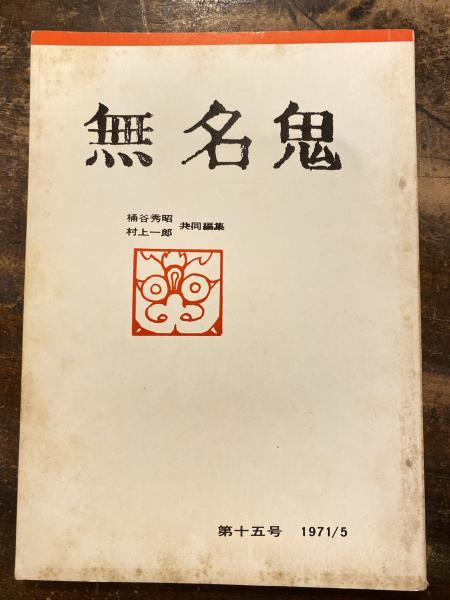 無名鬼
桶谷秀昭
村上一郎
共同編集
第十五号 1971/5